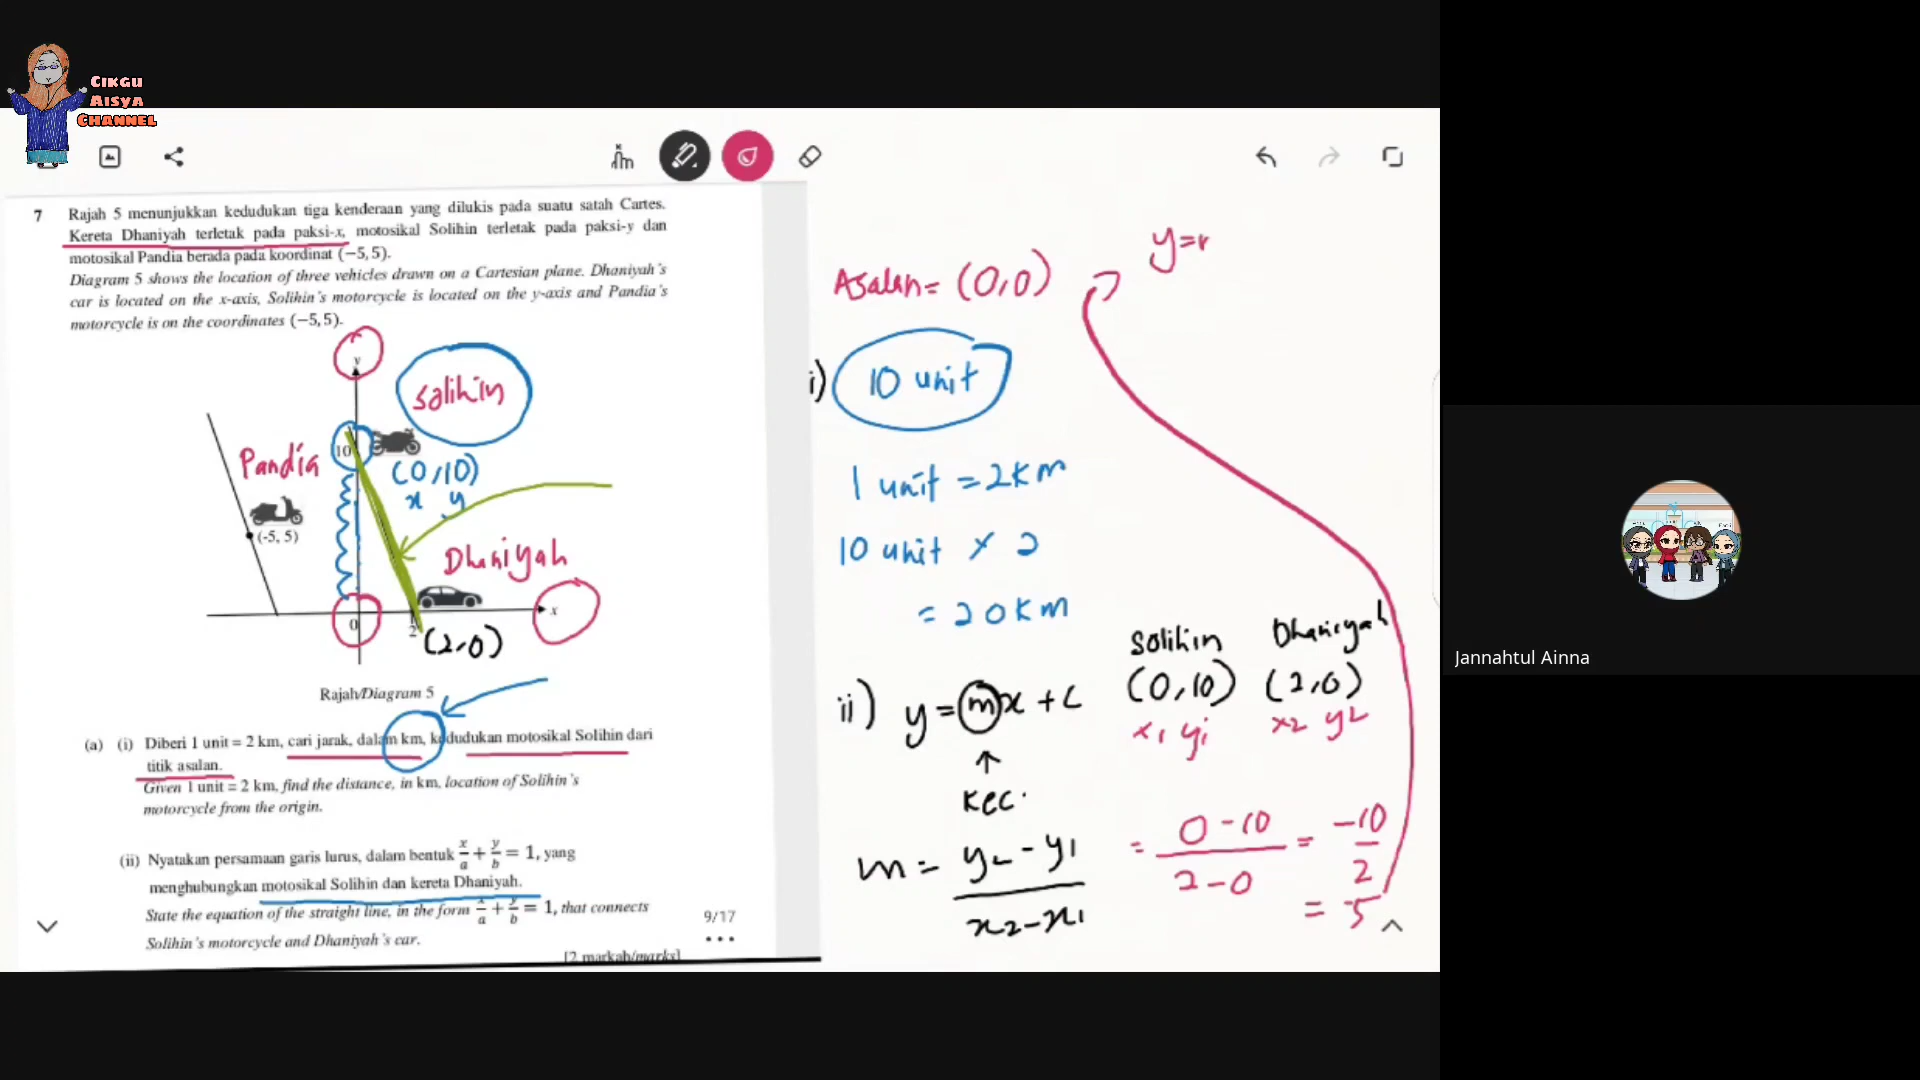 CIKGU
AISYA
CHANNEL
7 Rajah 5 menunjukkan kedudukan tiga kenderaan yang dilukis pada suatu satah Cartes.
Kereta Dhaniyah terletak pada paksi-x, motosikal Solihin terletak pada paksi-y dan
motosikal Pandia berada pada koordinat (−5, 5).
Diagram 5 shows the location of three vehicles drawn on a Cartesian plane. Dhaniyah's
car is located on the x-axis, Solihin's motorcycle is located on the y-axis and Pandia's
motorcycle is on the coordinates (−5, 5).
y
Solihin
10
Pandia
(0,10)
x y
(-5, 5)
Dhaniyah
0
2
x
(2,0)
Rajah/Diagram 5
(a) (i) Diberi 1 unit = 2 km, cari jarak, dalam km, kedudukan motosikal Solihin dari
titik asalan.
Given 1 unit = 2 km, find the distance, in km, location of Solihin's
motorcycle from the origin.
(ii) Nyatakan persamaan garis lurus, dalam bentuk x/a + y/b = 1, yang
menghubungkan motosikal Solihin dan kereta Dhaniyah.
State the equation of the straight line, in the form x/a + y/b = 1, that connects
Solihin's motorcycle and Dhaniyah's car.
[2 markah/marks]
9/17
Asalan = (0,0)
i) 10 unit
1 unit = 2km
10 unit × 2
= 20km
ii) y = mx + c
↑
kec.
m = y2 - y1 / x2 - x1
Solihin Dhaniyah
(0,10) (2,0)
x1 y1 x2 y2
= 0 - 10 / 2 - 0 = -10 / 2
= -5
Jannahtul Ainna